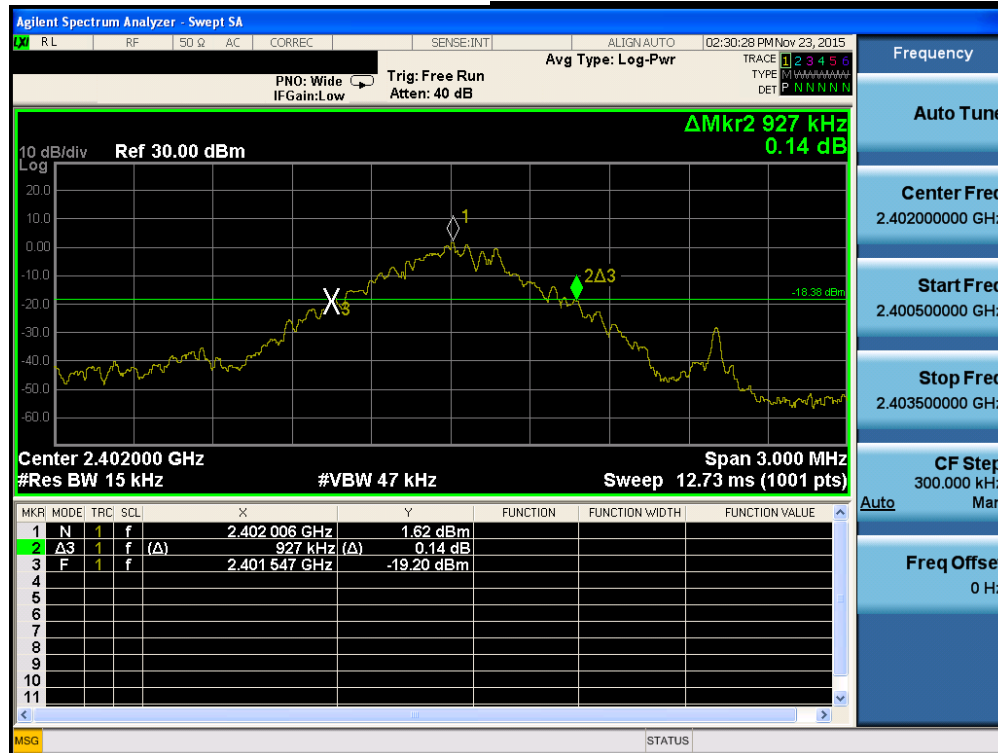 Agilent Spectrum Analyzer - Swept SA
LXI RL RF 50 Ω AC CORREC SENSE:INT ALIGN AUTO 02:30:28 PM Nov 23, 2015
Frequency
Avg Type: Log-Pwr TRACE 1 2 3 4 5 6
PNO: Wide Trig: Free Run TYPE M WWWWW
IFGain:Low Atten: 40 dB DET P N N N N N
Auto Tune
ΔMkr2 927 kHz
10 dB/div Ref 30.00 dBm 0.14 dB
Log
20.0
10.0
0.00
-10.0
-20.0
-30.0
-40.0
-50.0
-60.0
1
2Δ3
3
-18.38 dBm
Center 2.402000 GHz Span 3.000 MHz
#Res BW 15 kHz #VBW 47 kHz Sweep 12.73 ms (1001 pts)
Center Freq
2.402000000 GHz
Start Freq
2.400500000 GHz
Stop Freq
2.403500000 GHz
CF Step
300.000 kHz
Auto Man
Freq Offset
0 Hz
MKR MODE TRC SCL X Y FUNCTION FUNCTION WIDTH FUNCTION VALUE
1 N 1 f 2.402 006 GHz 1.62 dBm
2 Δ3 1 f (Δ) 927 kHz (Δ) 0.14 dB
3 F 1 f 2.401 547 GHz -19.20 dBm
4
5
6
7
8
9
10
11
MSG STATUS